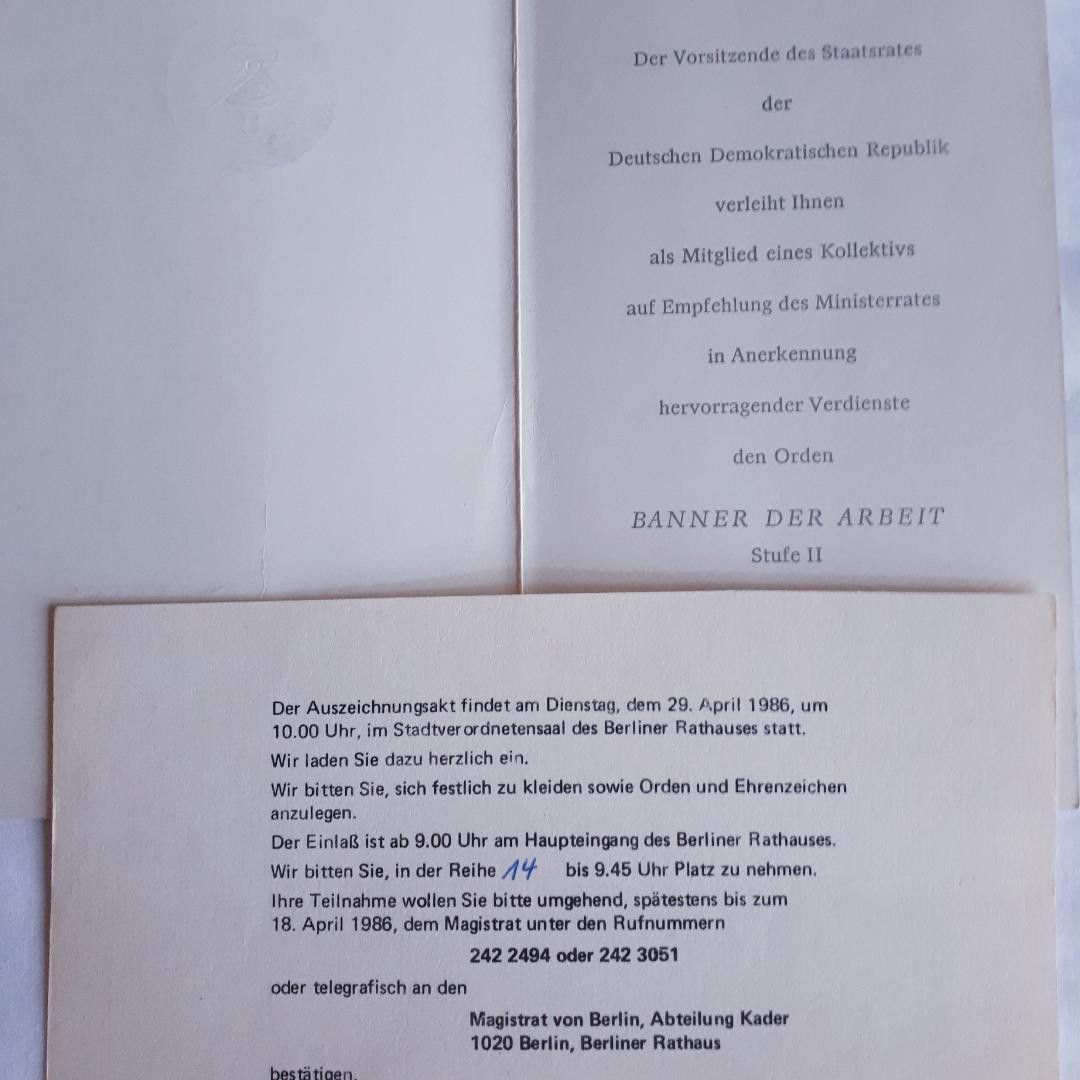 Der Vorsitzende des Staatsrates
der
Deutschen Demokratischen Republik
verleiht Ihnen
als Mitglied eines Kollektivs
auf Empfehlung des Ministerrates
in Anerkennung
hervorragender Verdienste
den Orden
BANNER DER ARBEIT
Stufe II
Der Auszeichnungsakt findet am Dienstag, dem 29. April 1986, um
10.00 Uhr, im Stadtverordnetensaal des Berliner Rathauses statt.
Wir laden Sie dazu herzlich ein.
Wir bitten Sie, sich festlich zu kleiden sowie Orden und Ehrenzeichen
anzulegen.
Der Einlaß ist ab 9.00 Uhr am Haupteingang des Berliner Rathauses.
Wir bitten Sie, in der Reihe 14 bis 9.45 Uhr Platz zu nehmen.
Ihre Teilnahme wollen Sie bitte umgehend, spätestens bis zum
18. April 1986, dem Magistrat unter den Rufnummern
242 2494 oder 242 3051
oder telegrafisch an den
Magistrat von Berlin, Abteilung Kader
1020 Berlin, Berliner Rathaus
bestätigen.